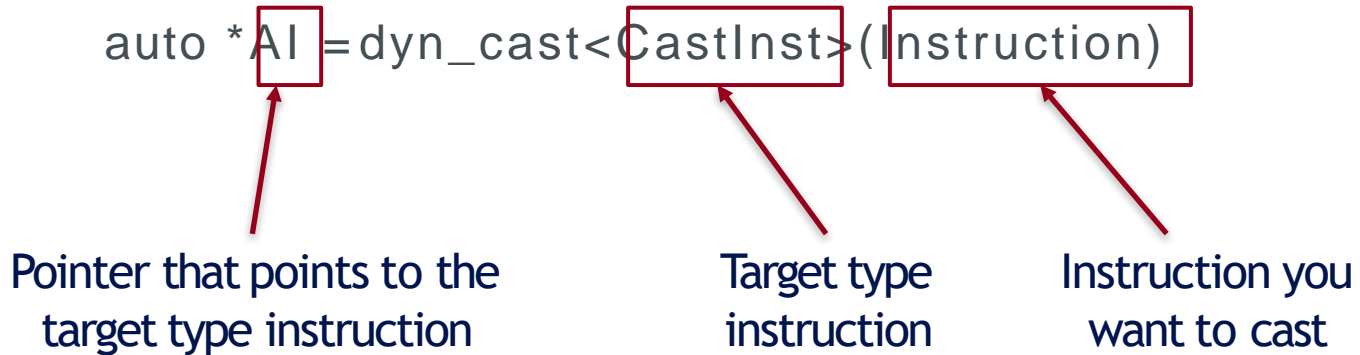 auto *AI = dyn_cast<CastInst>(Instruction)
Pointer that points to the
target type instruction
Target type
instruction
Instruction you
want to cast